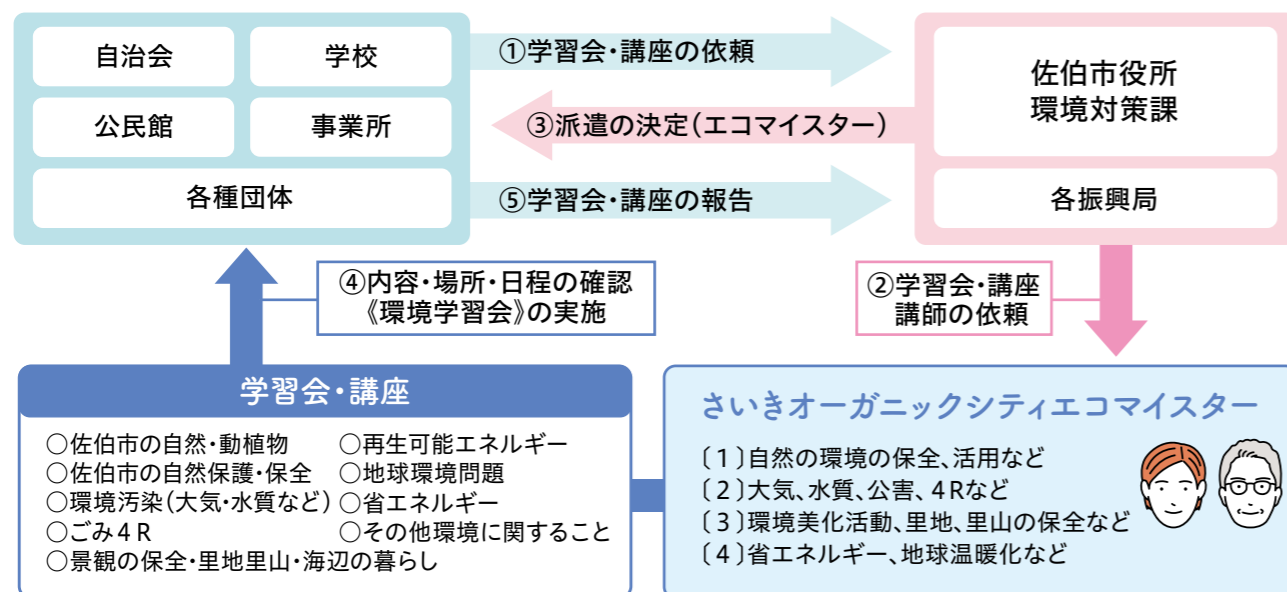 自治会
学校
公民館
事業所
各種団体
①学習会・講座の依頼
③派遣の決定（エコマイスター）
⑤学習会・講座の報告
佐伯市役所
環境対策課
各振興局
④内容・場所・日程の確認
《環境学習会》の実施
②学習会・講座
講師の依頼
学習会・講座
○佐伯市の自然・動植物
○佐伯市の自然保護・保全
○環境汚染（大気・水質など）
○ごみ４Ｒ
○景観の保全・里地里山・海辺の暮らし
○再生可能エネルギー
○地球環境問題
○省エネルギー
○その他環境に関すること
さいきオーガニックシティエコマイスター
〔１〕自然の環境の保全、活用など
〔２〕大気、水質、公害、４Ｒなど
〔３〕環境美化活動、里地、里山の保全など
〔４〕省エネルギー、地球温暖化など